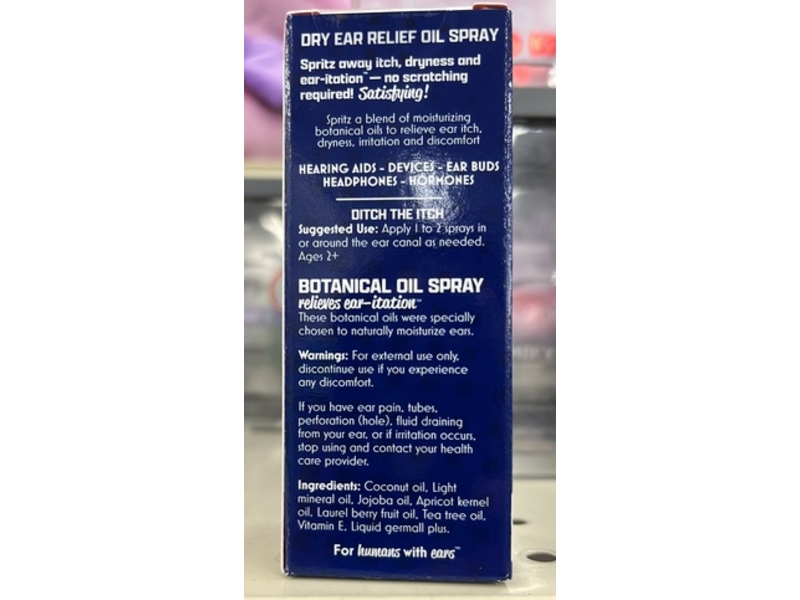 DRY EAR RELIEF OIL SPRAY
Spritz away itch, dryness and
ear-itation™ — no scratching
required! Satisfying!
Spritz a blend of moisturizing
botanical oils to relieve ear itch,
dryness, irritation and discomfort
HEARING AIDS - DEVICES - EAR BUDS
HEADPHONES - HORMONES
DITCH THE ITCH
Suggested Use: Apply 1 to 2 sprays in
or around the ear canal as needed.
Ages 2+
BOTANICAL OIL SPRAY
relieves ear-itation™
These botanical oils were specially
chosen to naturally moisturize ears.
Warnings: For external use only,
discontinue use if you experience
any discomfort.
If you have ear pain, tubes,
perforation (hole), fluid draining
from your ear, or if irritation occurs,
stop using and contact your health
care provider.
Ingredients: Coconut oil, Light
mineral oil, Jojoba oil, Apricot kernel
oil, Laurel berry fruit oil, Tea tree oil,
Vitamin E, Liquid germall plus.
For humans with ears™